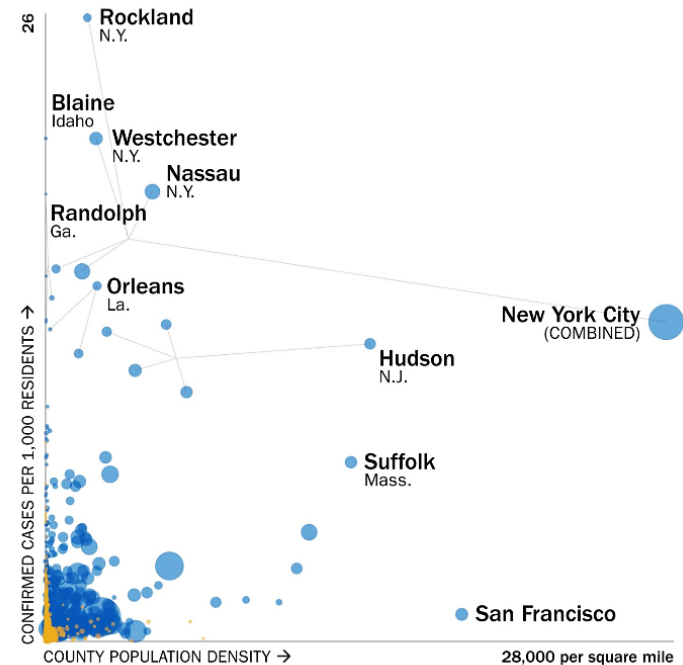 26
Rockland
N.Y.
Blaine
Idaho
Westchester
N.Y.
Nassau
N.Y.
Randolph
Ga.
Orleans
La.
New York City
(COMBINED)
Hudson
N.J.
Suffolk
Mass.
San Francisco
CONFIRMED CASES PER 1,000 RESIDENTS →
COUNTY POPULATION DENSITY →
28,000 per square mile